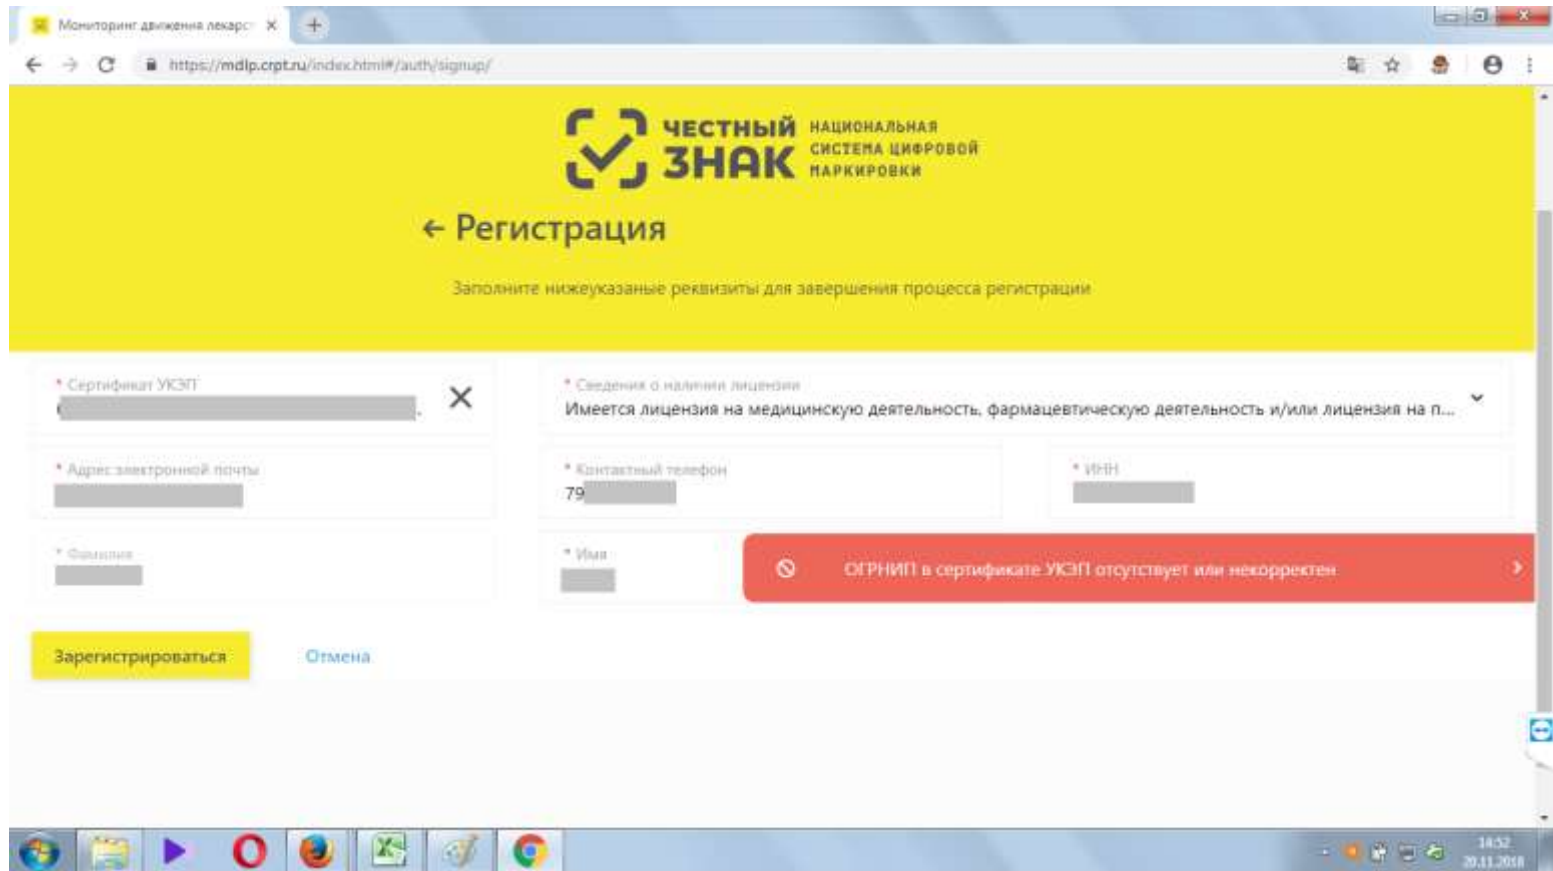 Мониторинг движения лекарс
https://mdlp.crpt.ru/index.html#/auth/signup/
ЧЕСТНЫЙ ЗНАК
НАЦИОНАЛЬНАЯ
СИСТЕМА ЦИФРОВОЙ
МАРКИРОВКИ
← Регистрация
Заполните нижеуказаные реквизиты для завершения процесса регистрации
* Сертификат УКЭП
* Сведения о наличии лицензии
Имеется лицензия на медицинскую деятельность, фармацевтическую деятельность и/или лицензия на п...
* Адрес электронной почты
* Контактный телефон
79
* ИНН
* Фамилия
* Имя
ОГРНИП в сертификате УКЭП отсутствует или некорректен
Зарегистрироваться
Отмена
14:52
20.11.2018